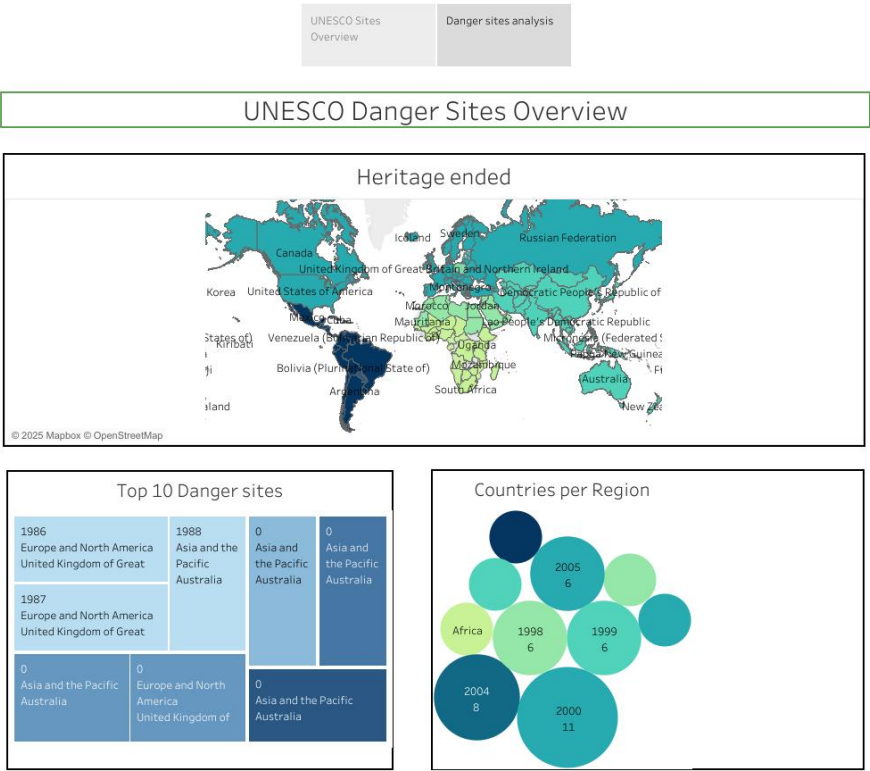 UNESCO Sites
Overview
Danger sites analysis
UNESCO Danger Sites Overview
Heritage ended
Iceland
Sweden
Russian Federation
Canada
United Kingdom of Great Britain and Northern Ireland
Montenegro
Korea
United States of America
Democratic People's Republic of
Morocco
Jordan
Mexico
Cuba
Mauritania
Lao People's Democratic Republic
States of)
Kiribati
Venezuela (Bolivarian Republic of)
Uganda
Micronesia (Federated S
Papua New Guinea
Bolivia (Plurinational State of)
Mozambique
Fi
ji
Australia
Argentina
South Africa
aland
New Zea
© 2025 Mapbox © OpenStreetMap
Top 10 Danger sites
1986
Europe and North America
United Kingdom of Great
1988
Asia and the
Pacific
Australia
0
Asia and
the Pacific
Australia
0
Asia and
the Pacific
Australia
1987
Europe and North America
United Kingdom of Great
0
Asia and the Pacific
Australia
0
Europe and North
America
United Kingdom of
0
Asia and the Pacific
Australia
Countries per Region
2005
6
Africa
1998
6
1999
6
2004
8
2000
11